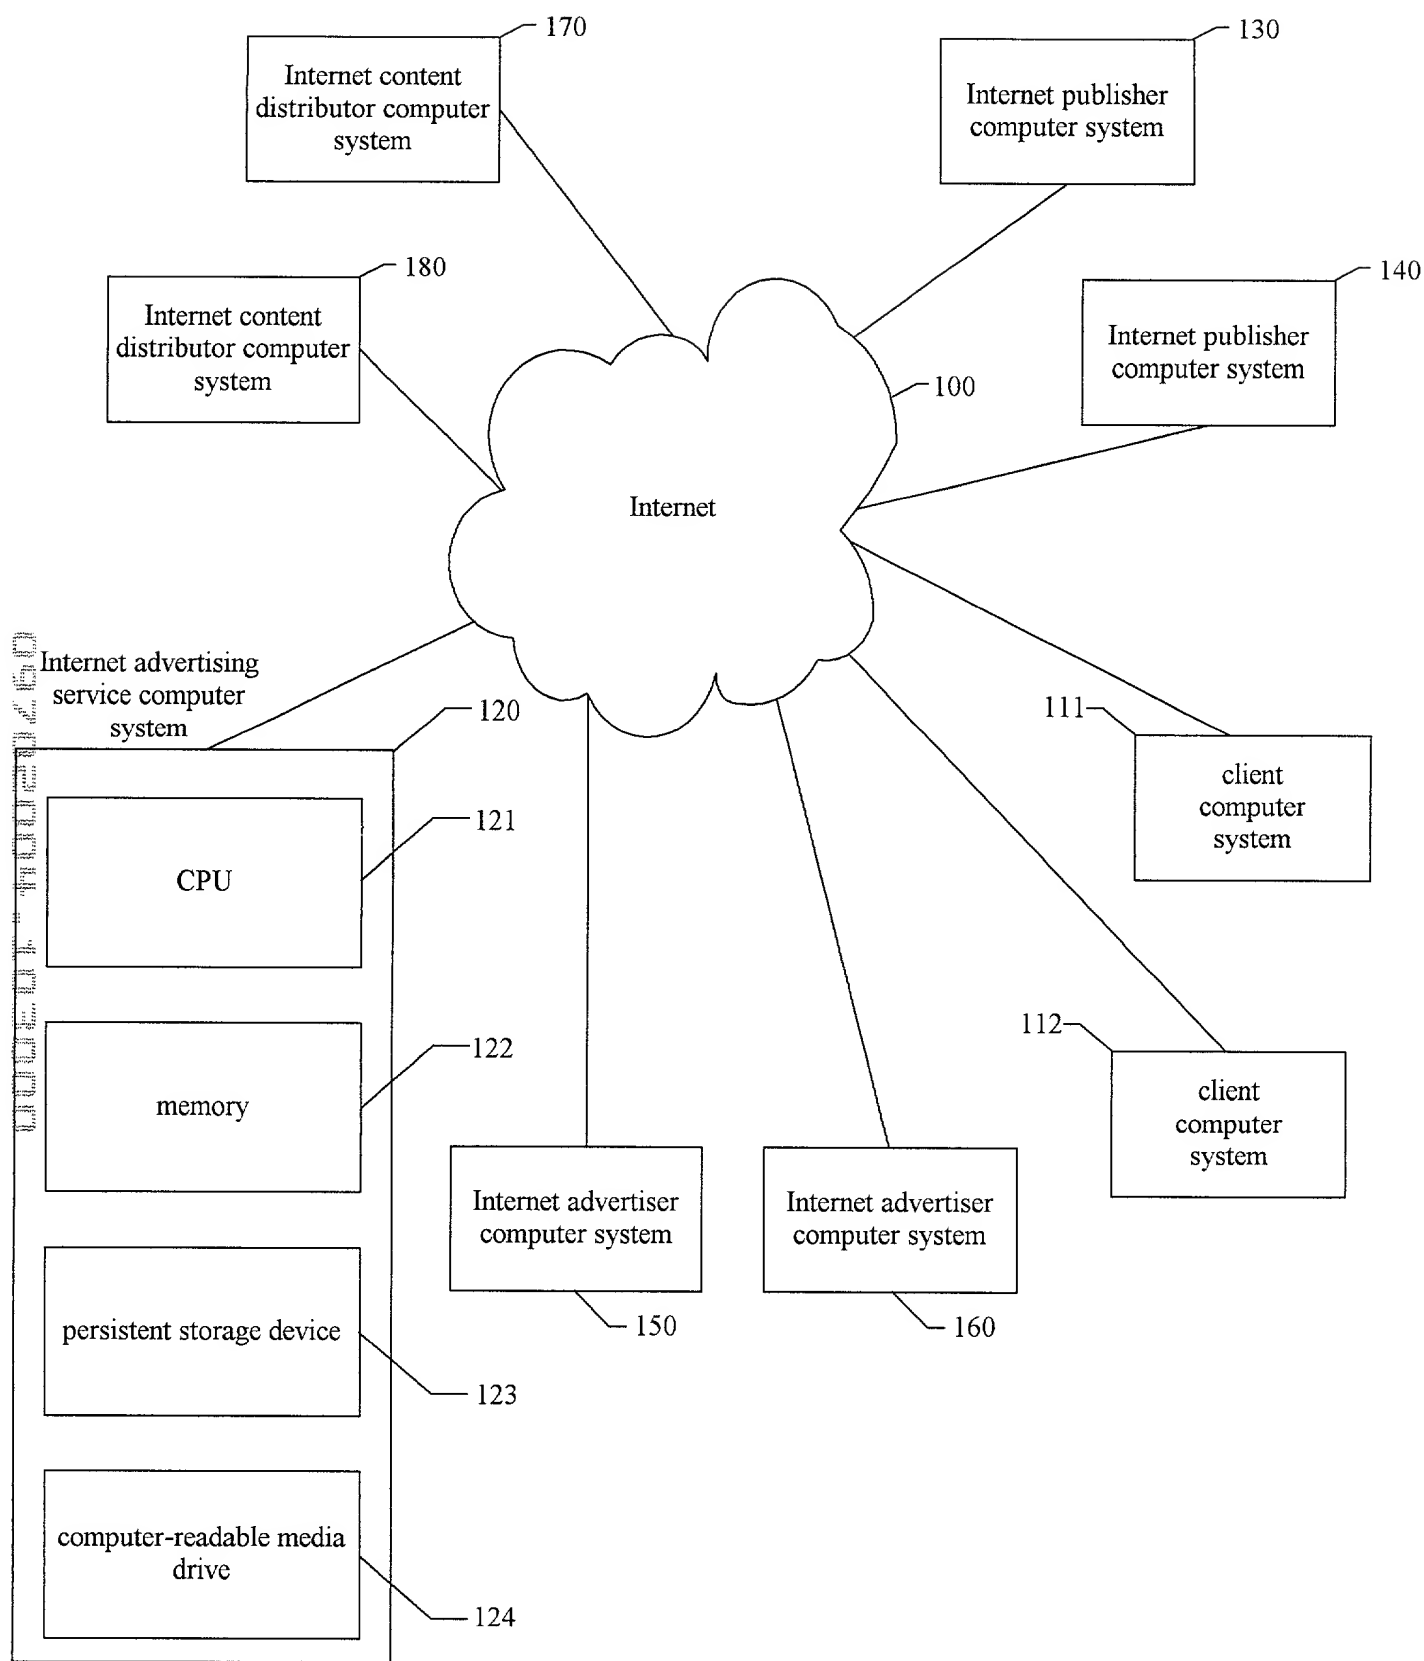 170
Internet content
distributor computer
system
130
Internet publisher
computer system
180
Internet content
distributor computer
system
140
Internet publisher
computer system
100
Internet
Internet advertising
service computer
system
120
121
CPU
122
memory
persistent storage device
123
computer-readable media
drive
124
111
client
computer
system
112
client
computer
system
Internet advertiser
computer system
150
Internet advertiser
computer system
160